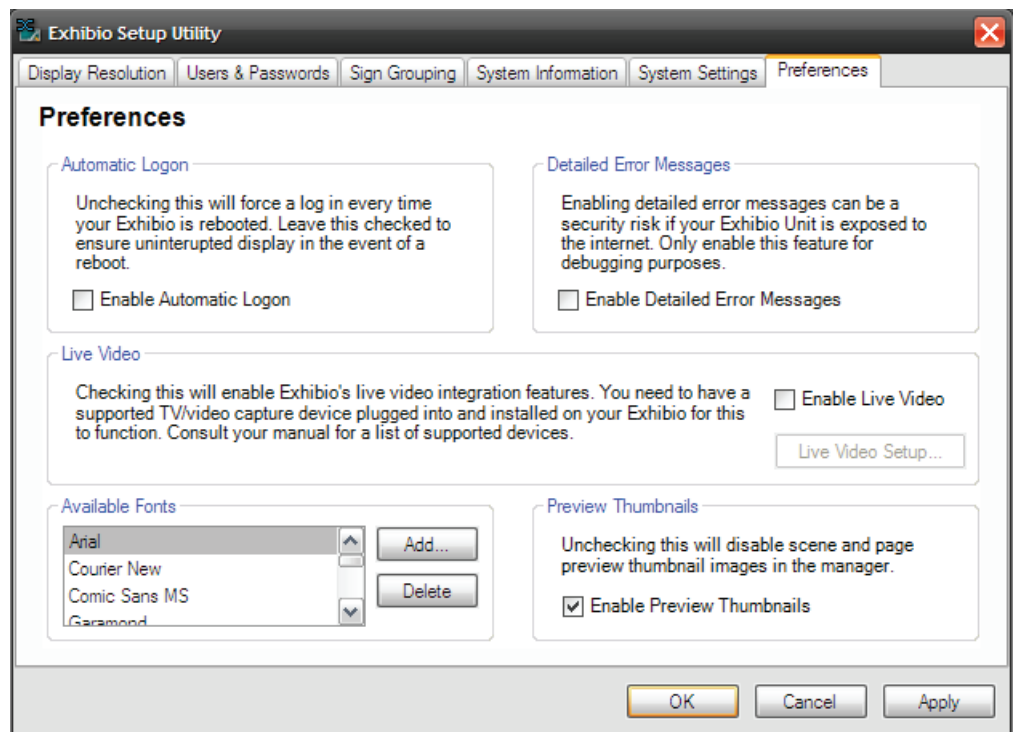 Exhibio Setup Utility
Display Resolution
Users & Passwords
Sign Grouping
System Information
System Settings
Preferences
Preferences
Automatic Logon
Unchecking this will force a log in every time
your Exhibio is rebooted. Leave this checked to
ensure uninterupted display in the event of a
reboot.
Enable Automatic Logon
Detailed Error Messages
Enabling detailed error messages can be a
security risk if your Exhibio Unit is exposed to
the internet. Only enable this feature for
debugging purposes.
Enable Detailed Error Messages
Live Video
Checking this will enable Exhibio's live video integration features. You need to have a
supported TV/video capture device plugged into and installed on your Exhibio for this
to function. Consult your manual for a list of supported devices.
Enable Live Video
Live Video Setup...
Available Fonts
Arial
Courier New
Comic Sans MS
Garamond
Add...
Delete
Preview Thumbnails
Unchecking this will disable scene and page
preview thumbnail images in the manager.
Enable Preview Thumbnails
OK
Cancel
Apply